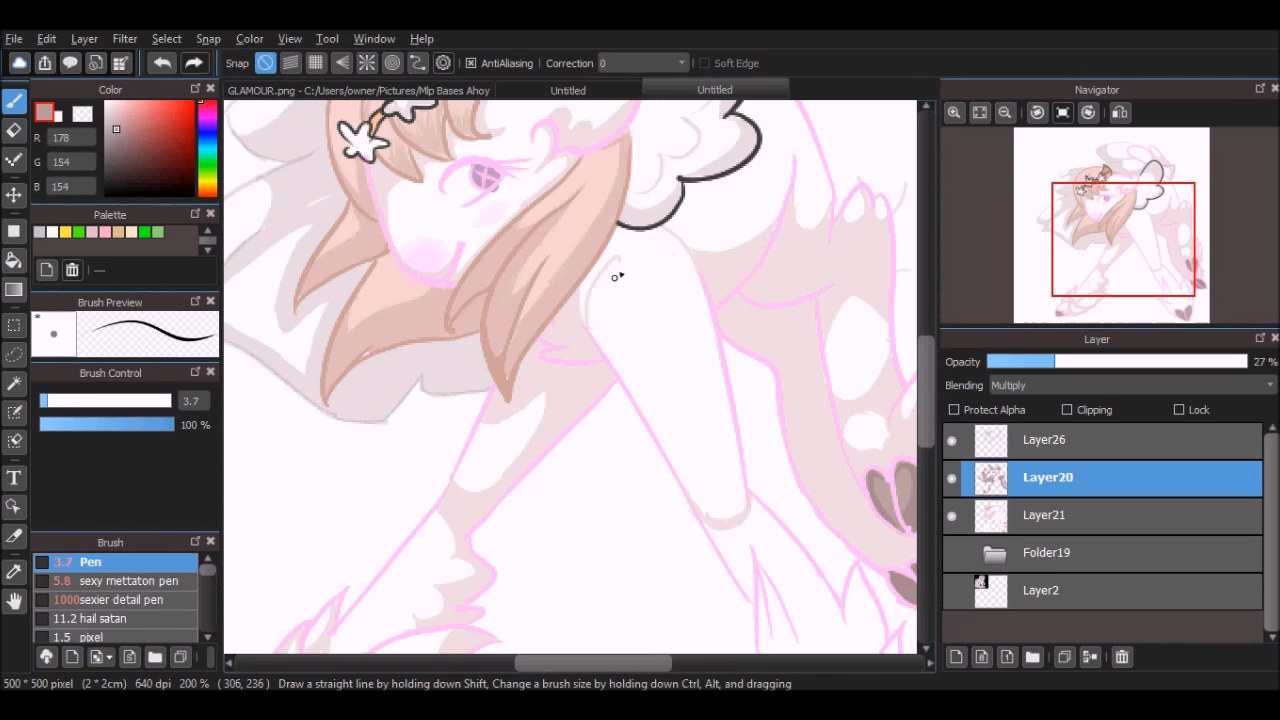 File Edit Layer Filter Select Snap Color View Tool Window Help
Snap AntiAliasing Correction 0 Soft Edge
Color
R 178
G 154
B 154
Palette
---
Brush Preview
*
Brush Control
3.7
100 %
Brush
3.7 Pen
5.8 sexy mettaton pen
1000 sexier detail pen
11.2 hail satan
1.5 pixel
GLAMOUR.png - C:/Users/owner/Pictures/Mlp Bases Ahoy Untitled Untitled
Navigator
Layer
Opacity 27 %
Blending Multiply
Protect Alpha Clipping Lock
Layer26
Layer20
Layer21
Folder19
Layer2
T
500 * 500 pixel (2 * 2cm) 640 dpi 200 % ( 306, 236 ) Draw a straight line by holding down Shift, Change a brush size by holding down Ctrl, Alt, and dragging